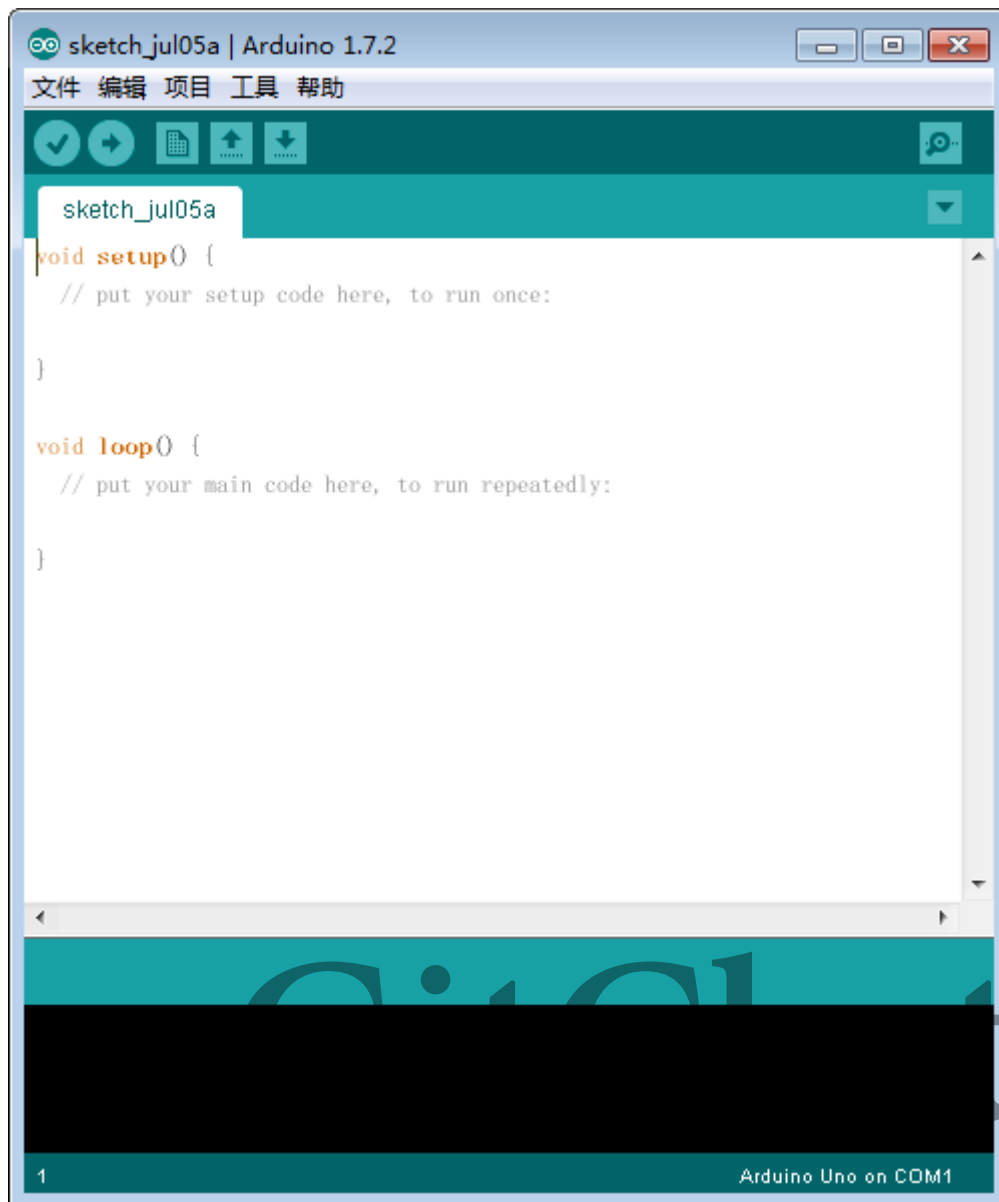 sketch_jul05a | Arduino 1.7.2
文件 编辑 项目 工具 帮助
sketch_jul05a
void setup() {
// put your setup code here, to run once:
}
void loop() {
// put your main code here, to run repeatedly:
}
1 Arduino Uno on COM1